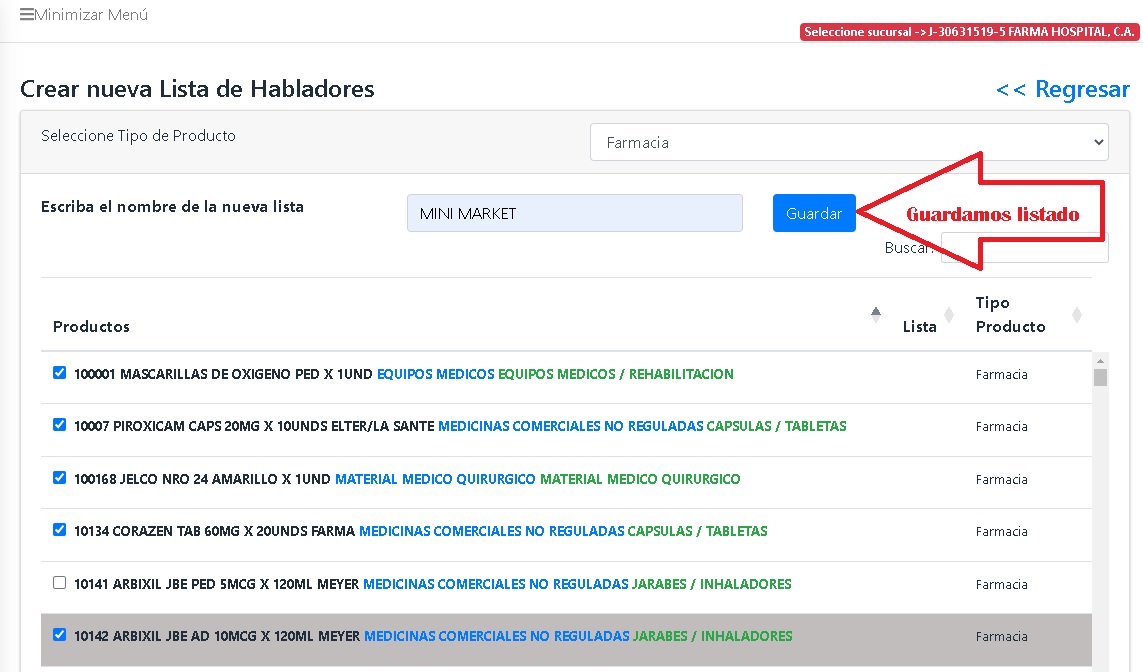 Minimizar Menú
Seleccione sucursal ->J-30631519-5 FARMA HOSPITAL, C.A.
Crear nueva Lista de Habladores
<< Regresar
Seleccione Tipo de Producto
Farmacia
Escriba el nombre de la nueva lista
MINI MARKET
Guardar
Guardamos listado
Buscar:
Productos
Lista
Tipo
Producto
100001 MASCARILLAS DE OXIGENO PED X 1UND EQUIPOS MEDICOS EQUIPOS MEDICOS / REHABILITACION
Farmacia
10007 PIROXICAM CAPS 20MG X 10UNDS ELTER/LA SANTE MEDICINAS COMERCIALES NO REGULADAS CAPSULAS / TABLETAS
Farmacia
100168 JELCO NRO 24 AMARILLO X 1UND MATERIAL MEDICO QUIRURGICO MATERIAL MEDICO QUIRURGICO
Farmacia
10134 CORAZEN TAB 60MG X 20UNDS FARMA MEDICINAS COMERCIALES NO REGULADAS CAPSULAS / TABLETAS
Farmacia
10141 ARBIXIL JBE PED 5MCG X 120ML MEYER MEDICINAS COMERCIALES NO REGULADAS JARABES / INHALADORES
Farmacia
10142 ARBIXIL JBE AD 10MCG X 120ML MEYER MEDICINAS COMERCIALES NO REGULADAS JARABES / INHALADORES
Farmacia